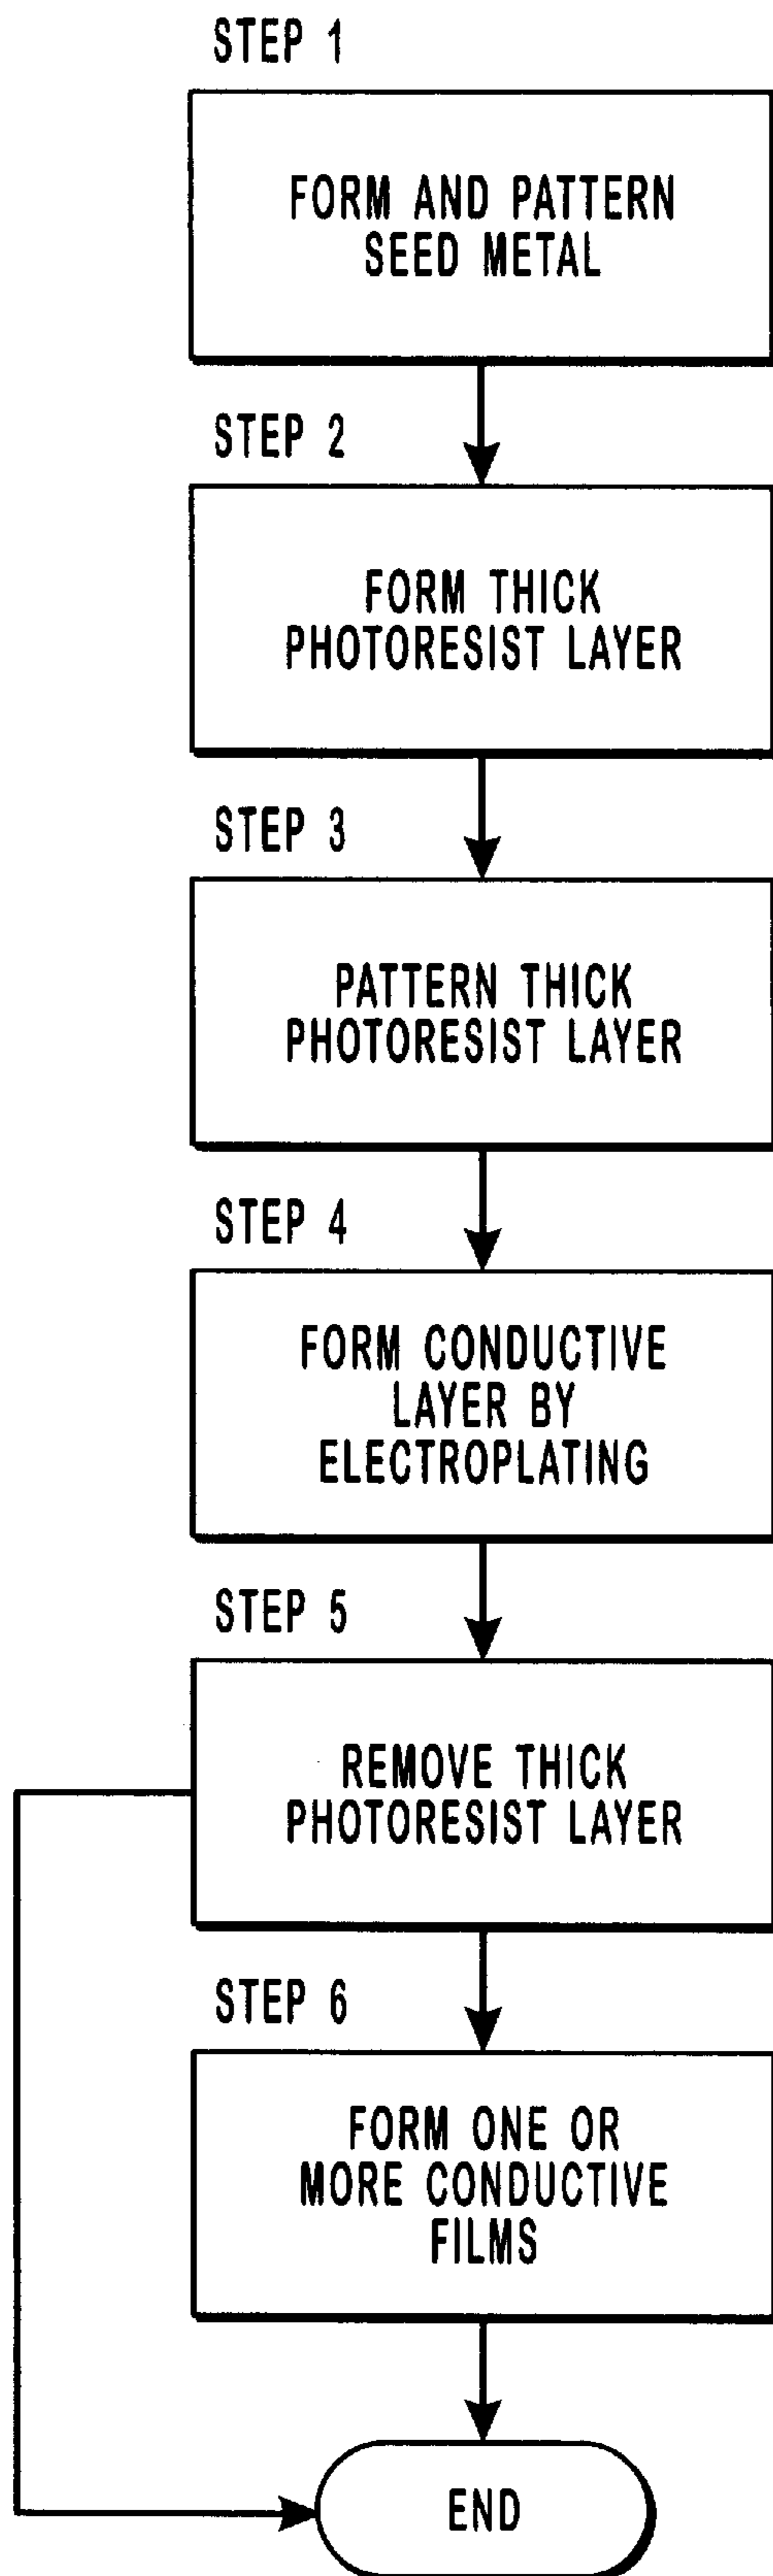 STEP 1
FORM AND PATTERN
SEED METAL
STEP 2
FORM THICK
PHOTORESIST LAYER
STEP 3
PATTERN THICK
PHOTORESIST LAYER
STEP 4
FORM CONDUCTIVE
LAYER BY
ELECTROPLATING
STEP 5
REMOVE THICK
PHOTORESIST LAYER
STEP 6
FORM ONE OR
MORE CONDUCTIVE
FILMS
END